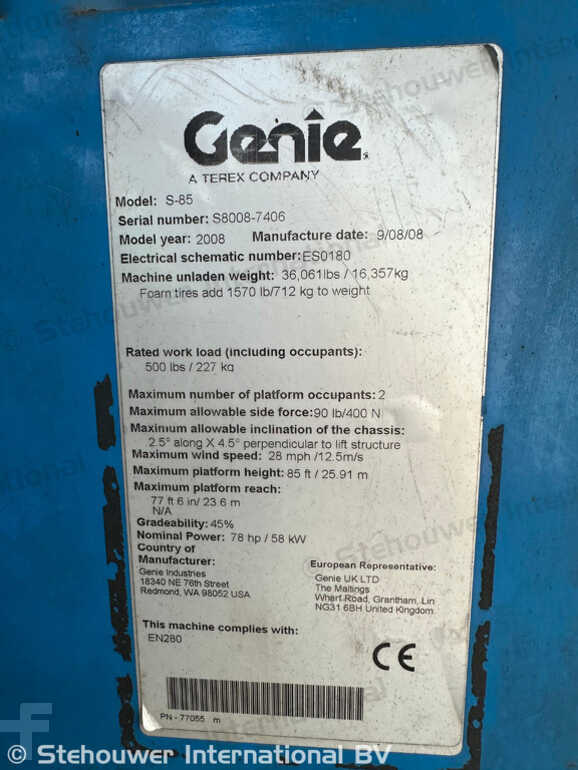 Genie
A TEREX COMPANY
Model: S-85
Serial number: S8008-7406
Model year: 2008 Manufacture date: 9/08/08
Electrical schematic number: ES0180
Machine unladen weight: 36,061lbs / 16,357kg
Foam tires add 1570 lb/712 kg to weight
Rated work load (including occupants):
500 lbs / 227 kg
Maximum number of platform occupants: 2
Maximum allowable side force: 90 lb/400 N
Maximum allowable inclination of the chassis:
2.5° along X 4.5° perpendicular to lift structure
Maximum wind speed: 28 mph /12.5m/s
Maximum platform height: 85 ft / 25.91 m
Maximum platform reach:
77 ft 6 in/ 23.6 m
N/A
Gradeability: 45%
Nominal Power: 78 hp / 58 kW
Country of
Manufacturer:
Genie Industries
18340 NE 76th Street
Redmond, WA 98052 USA
European Representative:
Genie UK LTD
The Maltings
Wharf Road, Grantham, Lin
NG31 6BH United Kingdom
This machine complies with:
EN280
CE
PN - 77055 m
© Stehouwer International BV